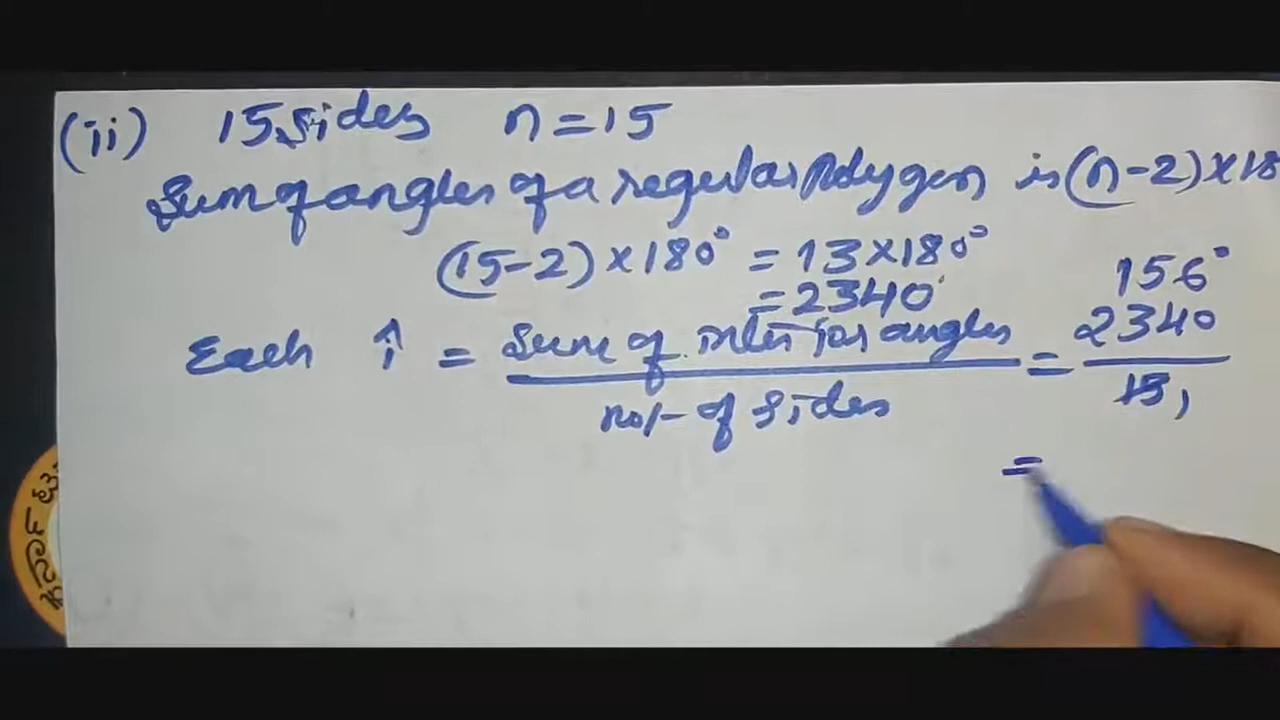 (ii) 15 sides n=15
Sum of angles of a regular Polygon is (n-2)×18
(15-2)×180° = 13×180°
=2340°
156°
Each î = Sum of interior angles / no/- of sides = 2340 / 15,
=